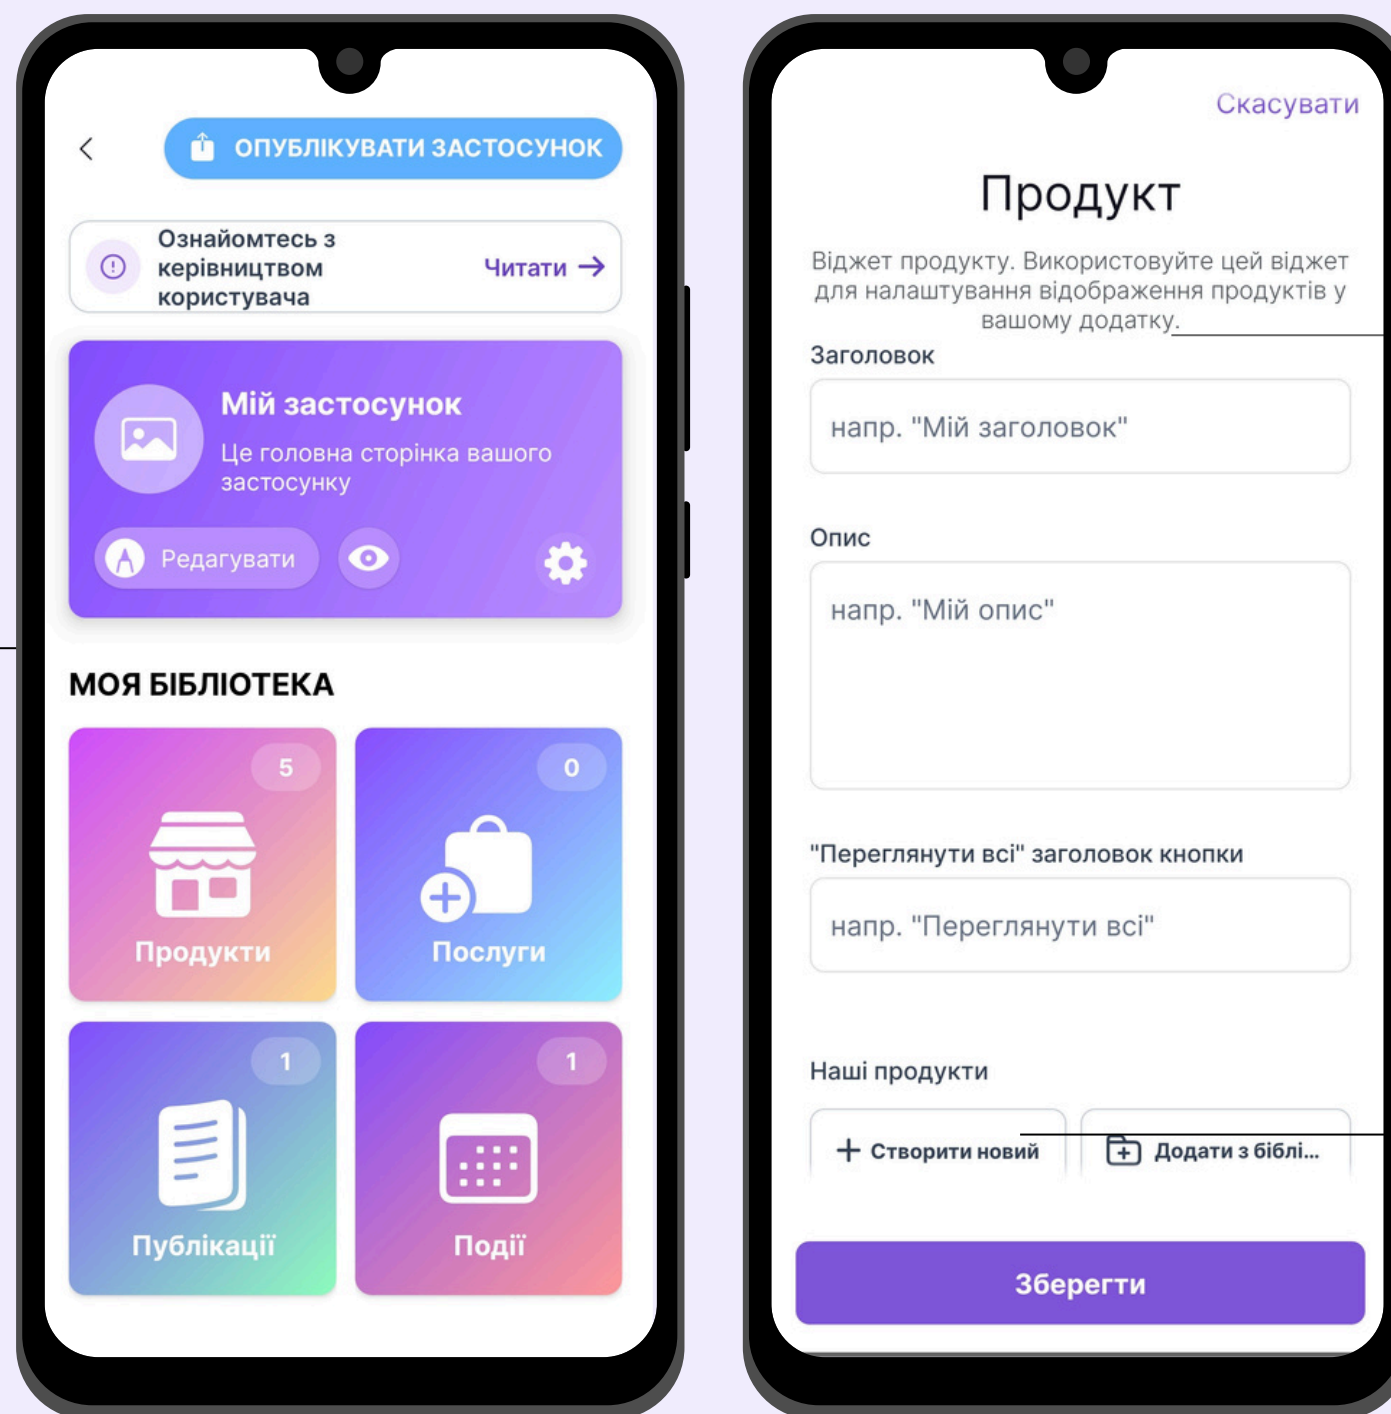 ОПУБЛІКУВАТИ ЗАСТОСУНОК
Ознайомтесь з
керівництвом
користувача
Читати →
Мій застосунок
Це головна сторінка вашого
застосунку
Редагувати
МОЯ БІБЛІОТЕКА
5
Продукти
0
Послуги
1
Публікації
1
Події
Скасувати
Продукт
Віджет продукту. Використовуйте цей віджет
для налаштування відображення продуктів у
вашому додатку.
Заголовок
напр. "Мій заголовок"
Опис
напр. "Мій опис"
"Переглянути всі" заголовок кнопки
напр. "Переглянути всі"
Наші продукти
+ Створити новий
Додати з біблі...
Зберегти